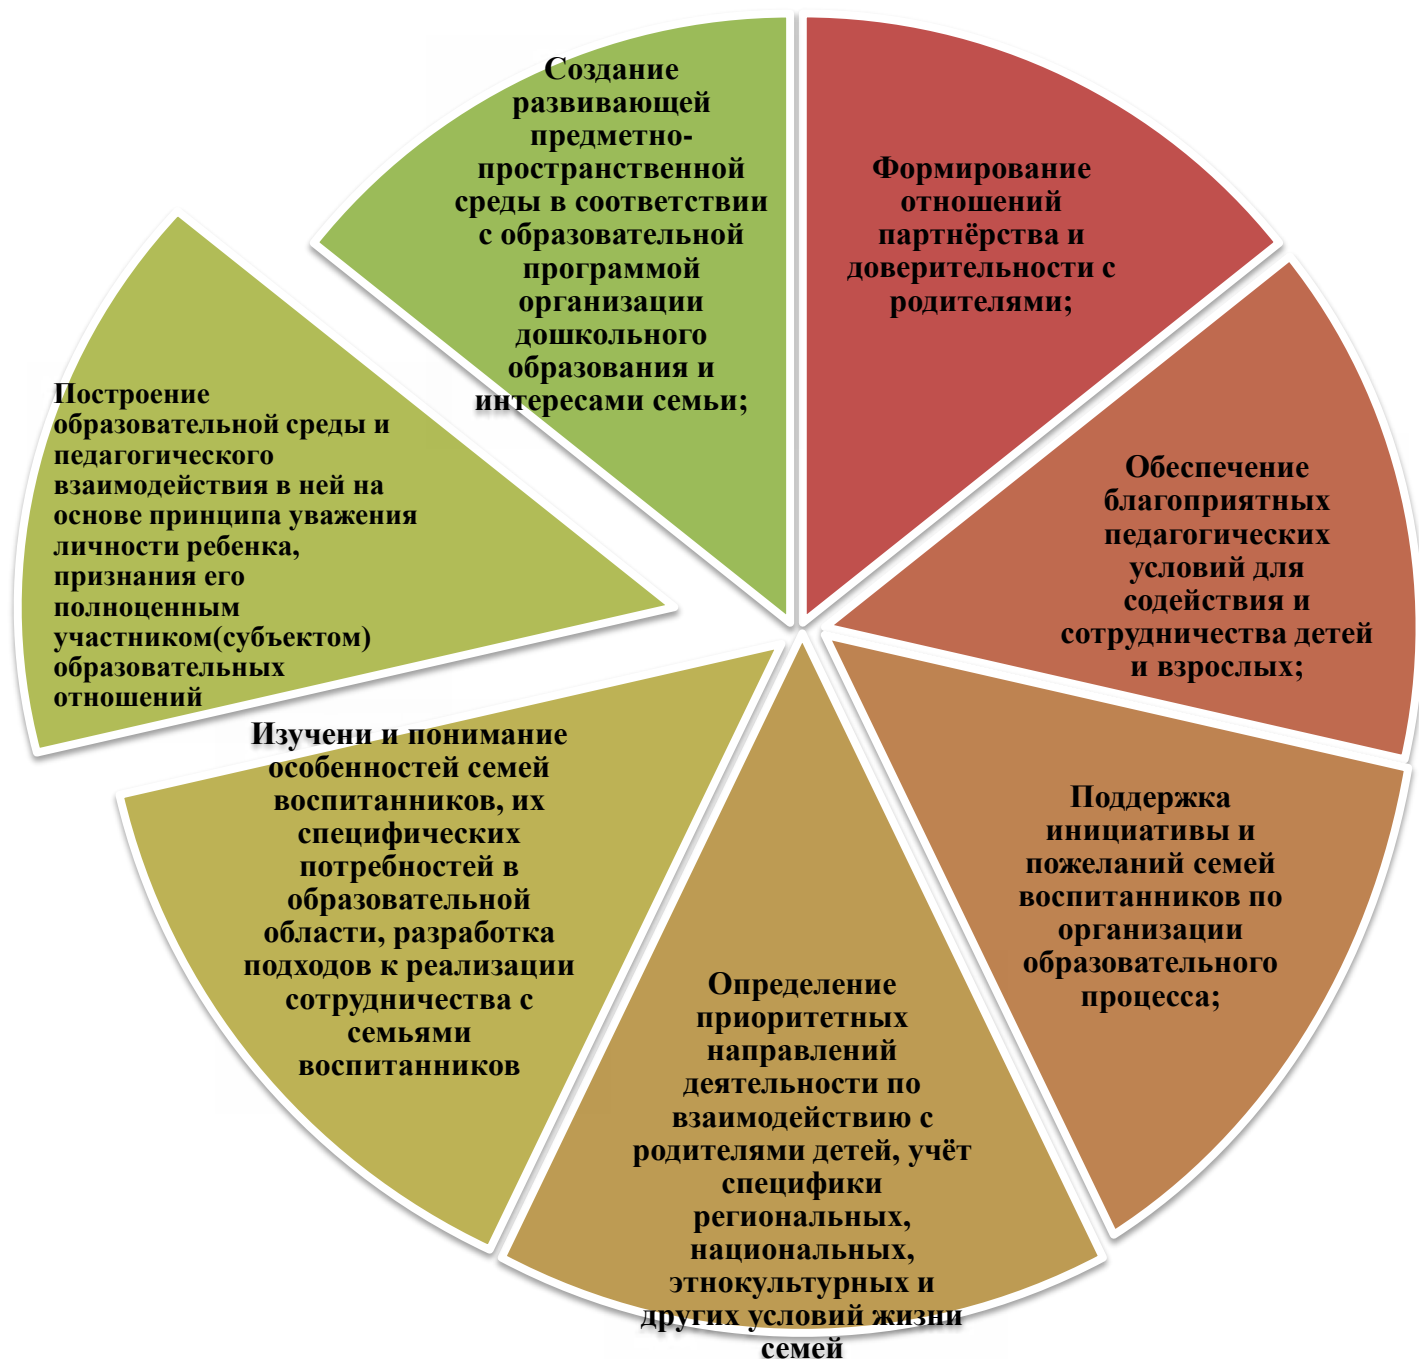 Создание
развивающей
предметно-
пространственной
среды в соответствии
с образовательной
программой
организации
дошкольного
образования и
интересами семьи;
Формирование
отношений
партнёрства и
доверительности с
родителями;
Обеспечение
благоприятных
педагогических
условий для
содействия и
сотрудничества детей
и взрослых;
Поддержка
инициативы и
пожеланий семей
воспитанников по
организации
образовательного
процесса;
Определение
приоритетных
направлений
деятельности по
взаимодействию с
родителями детей, учёт
специфики
региональных,
национальных,
этнокультурных и
других условий жизни
семей
Изучени и понимание
особенностей семей
воспитанников, их
специфических
потребностей в
образовательной
области, разработка
подходов к реализации
сотрудничества с
семьями
воспитанников
Построение
образовательной среды и
педагогического
взаимодействия в ней на
основе принципа уважения
личности ребенка,
признания его
полноценным
участником(субъектом)
образовательных
отношений